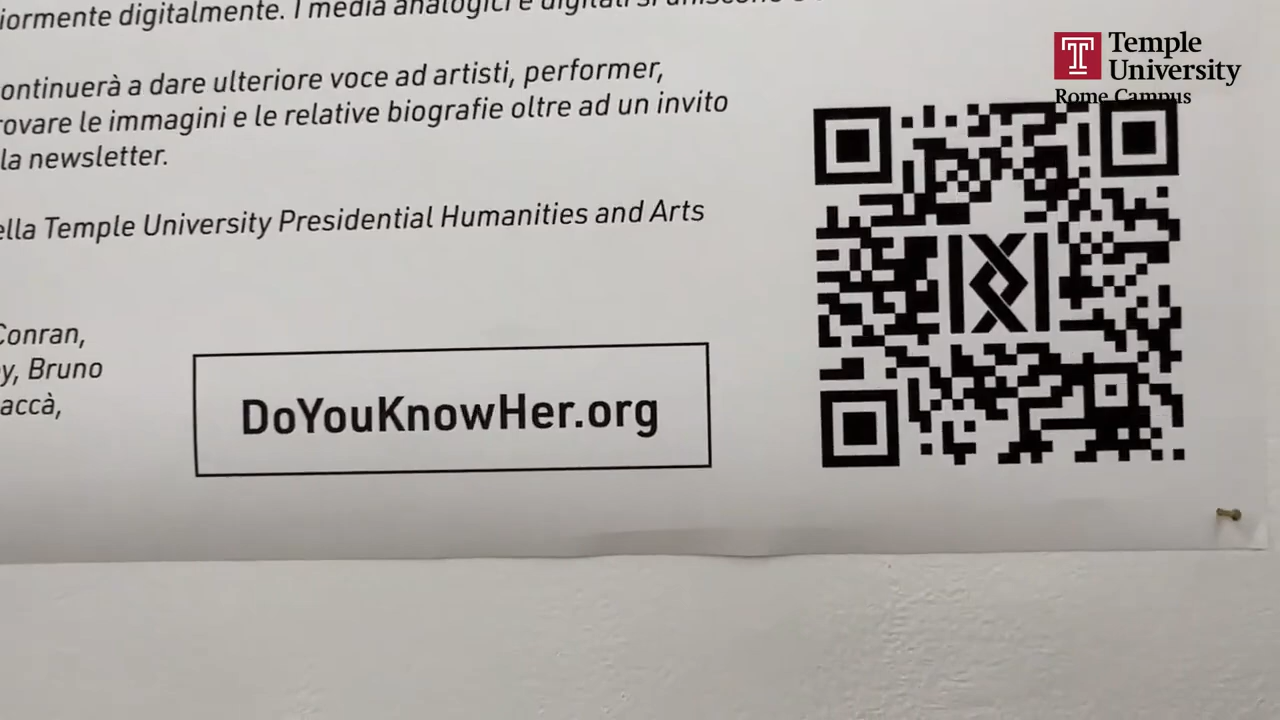 iormente digitalmente. I media analogici e digitali si uniscono
ontinuerà a dare ulteriore voce ad artisti, performer,
rovare le immagini e le relative biografie oltre ad un invito
la newsletter.
ella Temple University Presidential Humanities and Arts
Conran,
y, Bruno
accà,
DoYouKnowHer.org
Temple
University
Rome Campus